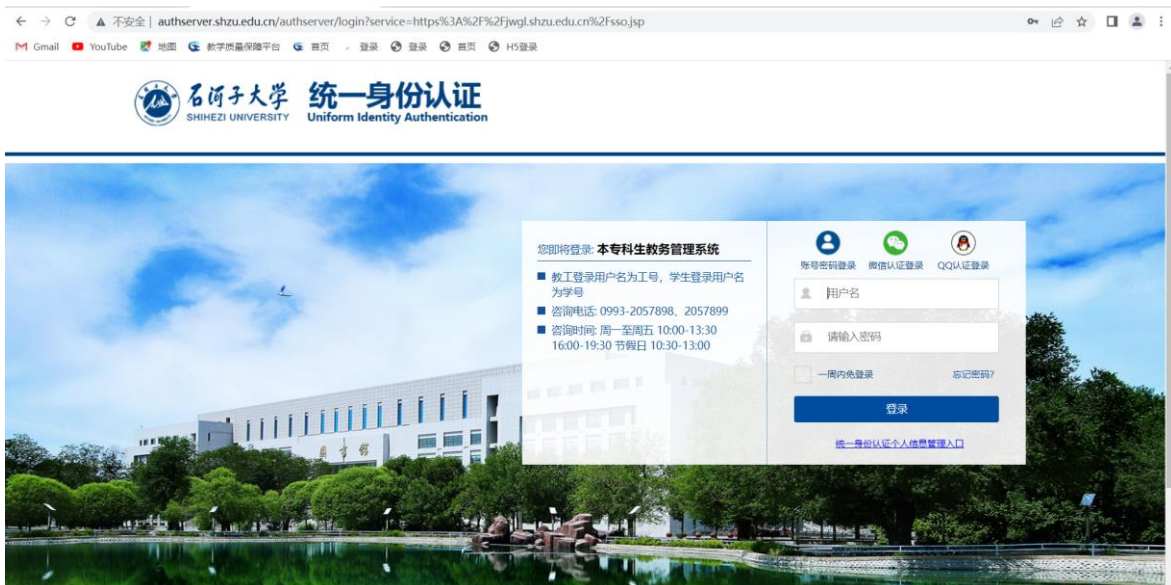 不安全 | authserver.shzu.edu.cn/authserver/login?service=https%3A%2F%2Fjwgl.shzu.edu.cn%2Fsso.jsp
Gmail YouTube 地图 教学质量保障平台 首页 登录 登录 首页 H5登录
石河子大学 统一身份认证
SHIHEZI UNIVERSITY Uniform Identity Authentication
您即将登录: 本专科生教务管理系统
教工登录用户名为工号，学生登录用户名
为学号
咨询电话: 0993-2057898、2057899
咨询时间: 周一至周五 10:00-13:30
16:00-19:30 节假日 10:30-13:00
账号密码登录 微信认证登录 QQ认证登录
用户名
请输入密码
一周内免登录 忘记密码?
登录
统一身份认证个人信息管理入口
图书馆